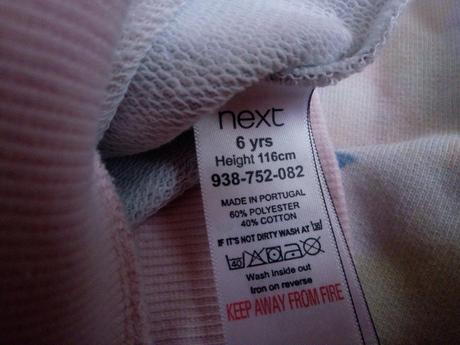 next
6 yrs
Height 116cm
938-752-082
MADE IN PORTUGAL
60% POLYESTER
40% COTTON
IF IT'S NOT DIRTY WASH AT 30
40
Wash inside out
Iron on reverse
KEEP AWAY FROM FIRE